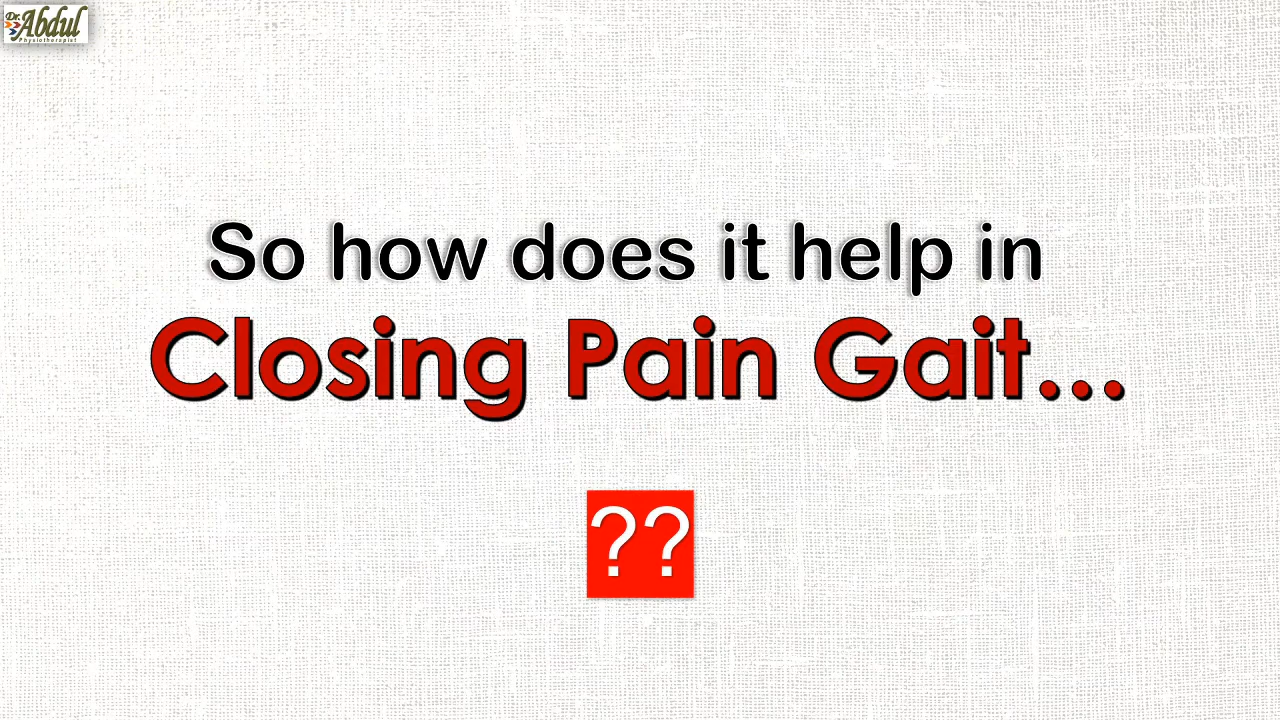 Dr.
Abdul
Physiotherapist
So how does it help in
Closing Pain Gait...
??